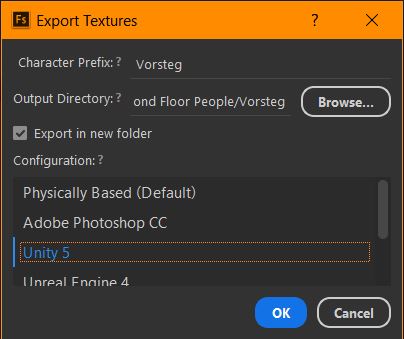 Fs Export Textures ? ×
Character Prefix: ? Vorsteg
Output Directory: ? ond Floor People/Vorsteg Browse...
Export in new folder
Configuration: ?
Physically Based (Default)
Adobe Photoshop CC
Unity 5
Unreal Engine 4
OK Cancel